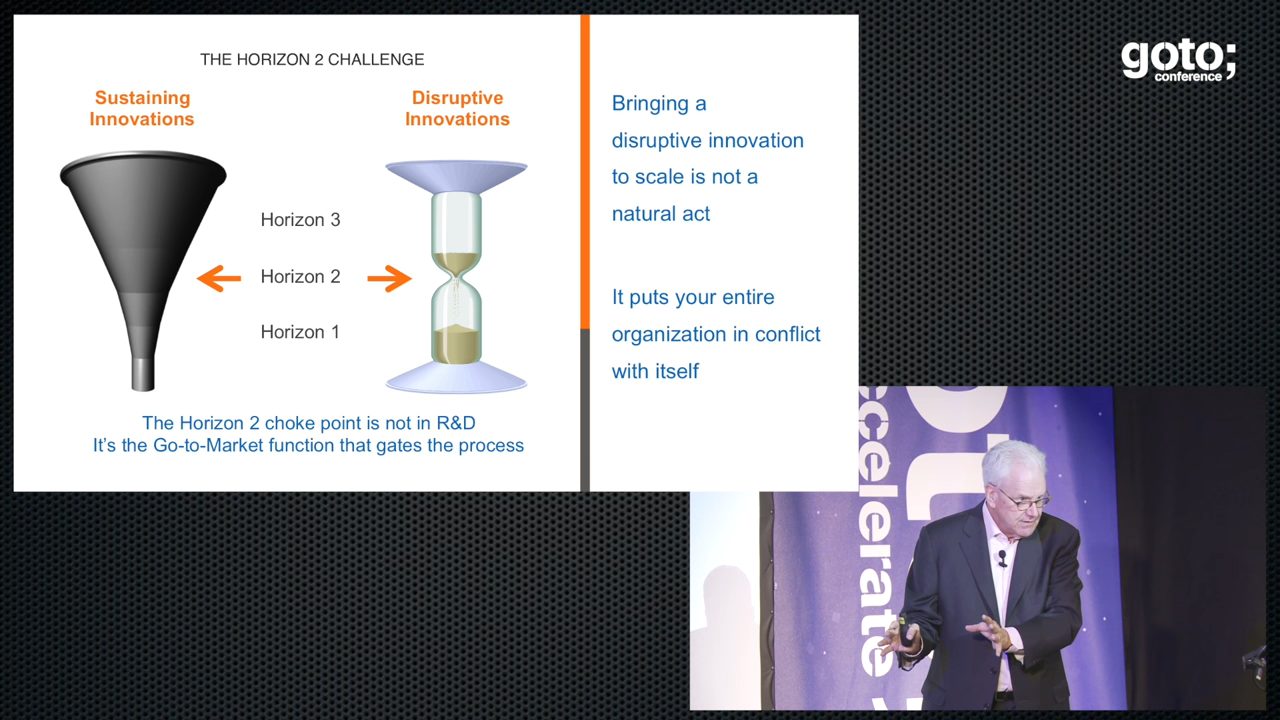 THE HORIZON 2 CHALLENGE
Sustaining
Innovations
Disruptive
Innovations
Horizon 3
Horizon 2
Horizon 1
The Horizon 2 choke point is not in R&D
It's the Go-to-Market function that gates the process
Bringing a
disruptive innovation
to scale is not a
natural act
It puts your entire
organization in conflict
with itself
goto;
conference